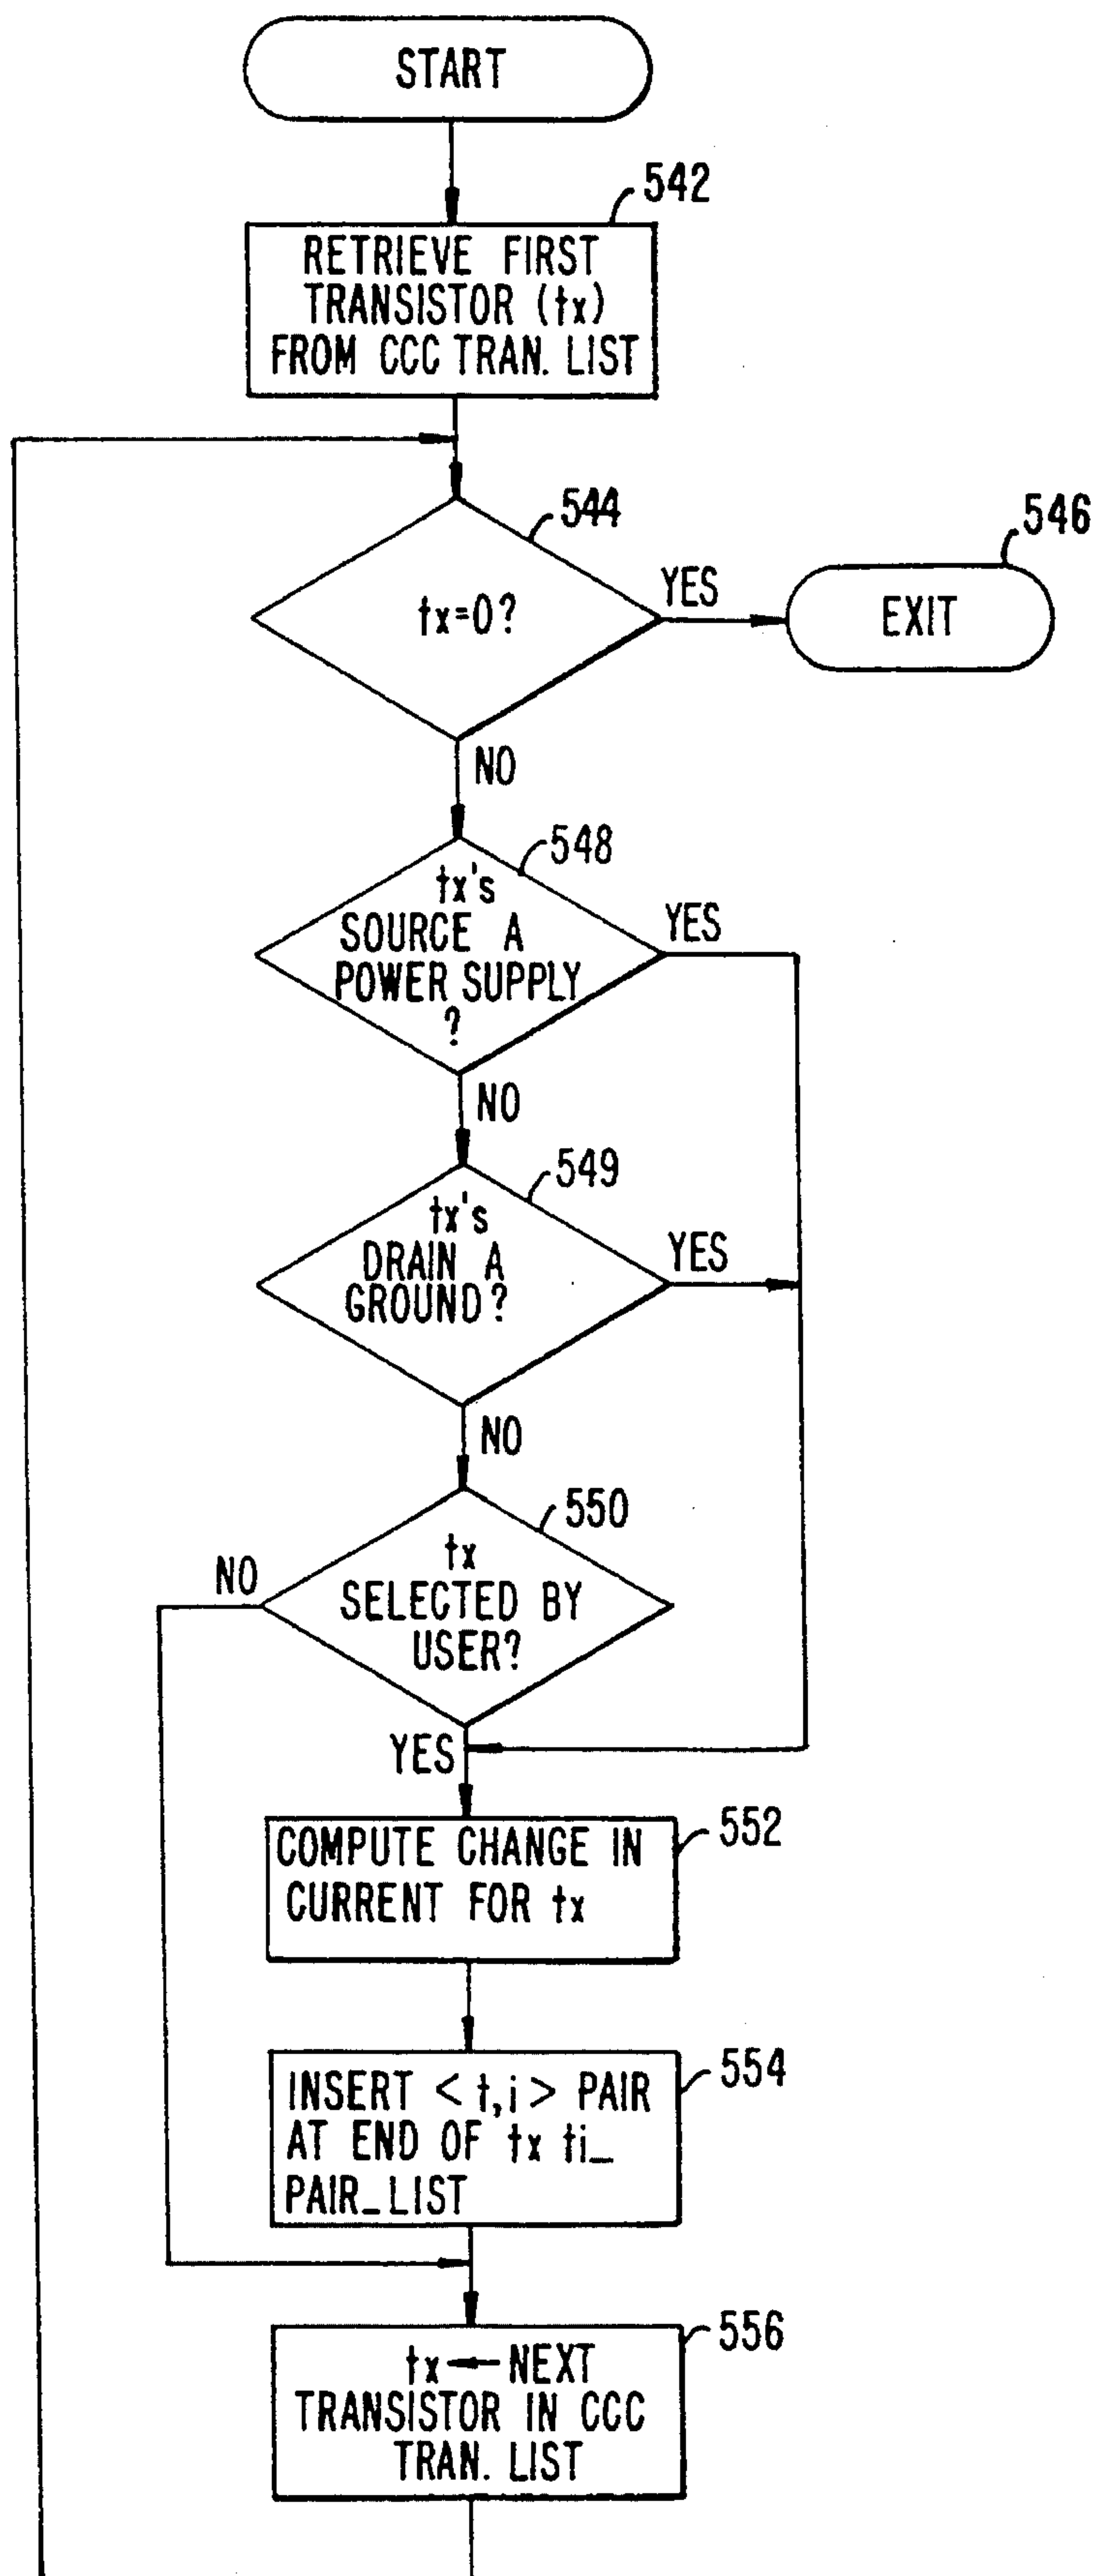 START
542
RETRIEVE FIRST
TRANSISTOR (tx)
FROM CCC TRAN. LIST
544
tx=0?
YES
546
EXIT
NO
548
tx's
SOURCE A
POWER SUPPLY
?
YES
NO
549
tx's
DRAIN A
GROUND?
YES
NO
550
tx
SELECTED BY
USER?
NO
YES
552
COMPUTE CHANGE IN
CURRENT FOR tx
554
INSERT <t,i> PAIR
AT END OF tx ti_
PAIR_LIST
556
tx←NEXT
TRANSISTOR IN CCC
TRAN. LIST